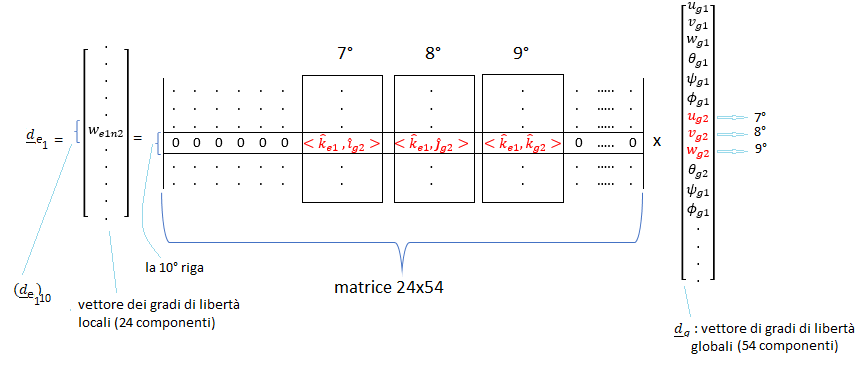 7° 8° 9°
d_e1 = [ . . . . . w_e1n2 . . . . . . ] =
. . . . . . . . . . ..... .
. . . . . . . . . . ..... .
. . . . . . . . . . ..... .
0 0 0 0 0 0 < k̂_e1 , î_g2 > < k̂_e1, ĵ_g2 > < k̂_e1, k̂_g2 > 0 ..... 0 x
. . . . . . . . . . ..... .
. . . . . . . . . . ..... .
u_g1
v_g1
w_g1
θ_g1
ψ_g1
ϕ_g1
u_g2 7°
v_g2 8°
w_g2 9°
θ_g2
ψ_g1
ϕ_g1
.
.
.
.
la 10° riga
matrice 24x54
(d_e1)10
vettore dei gradi di libertà
locali (24 componenti)
d_g : vettore di gradi di libertà
globali (54 componenti)